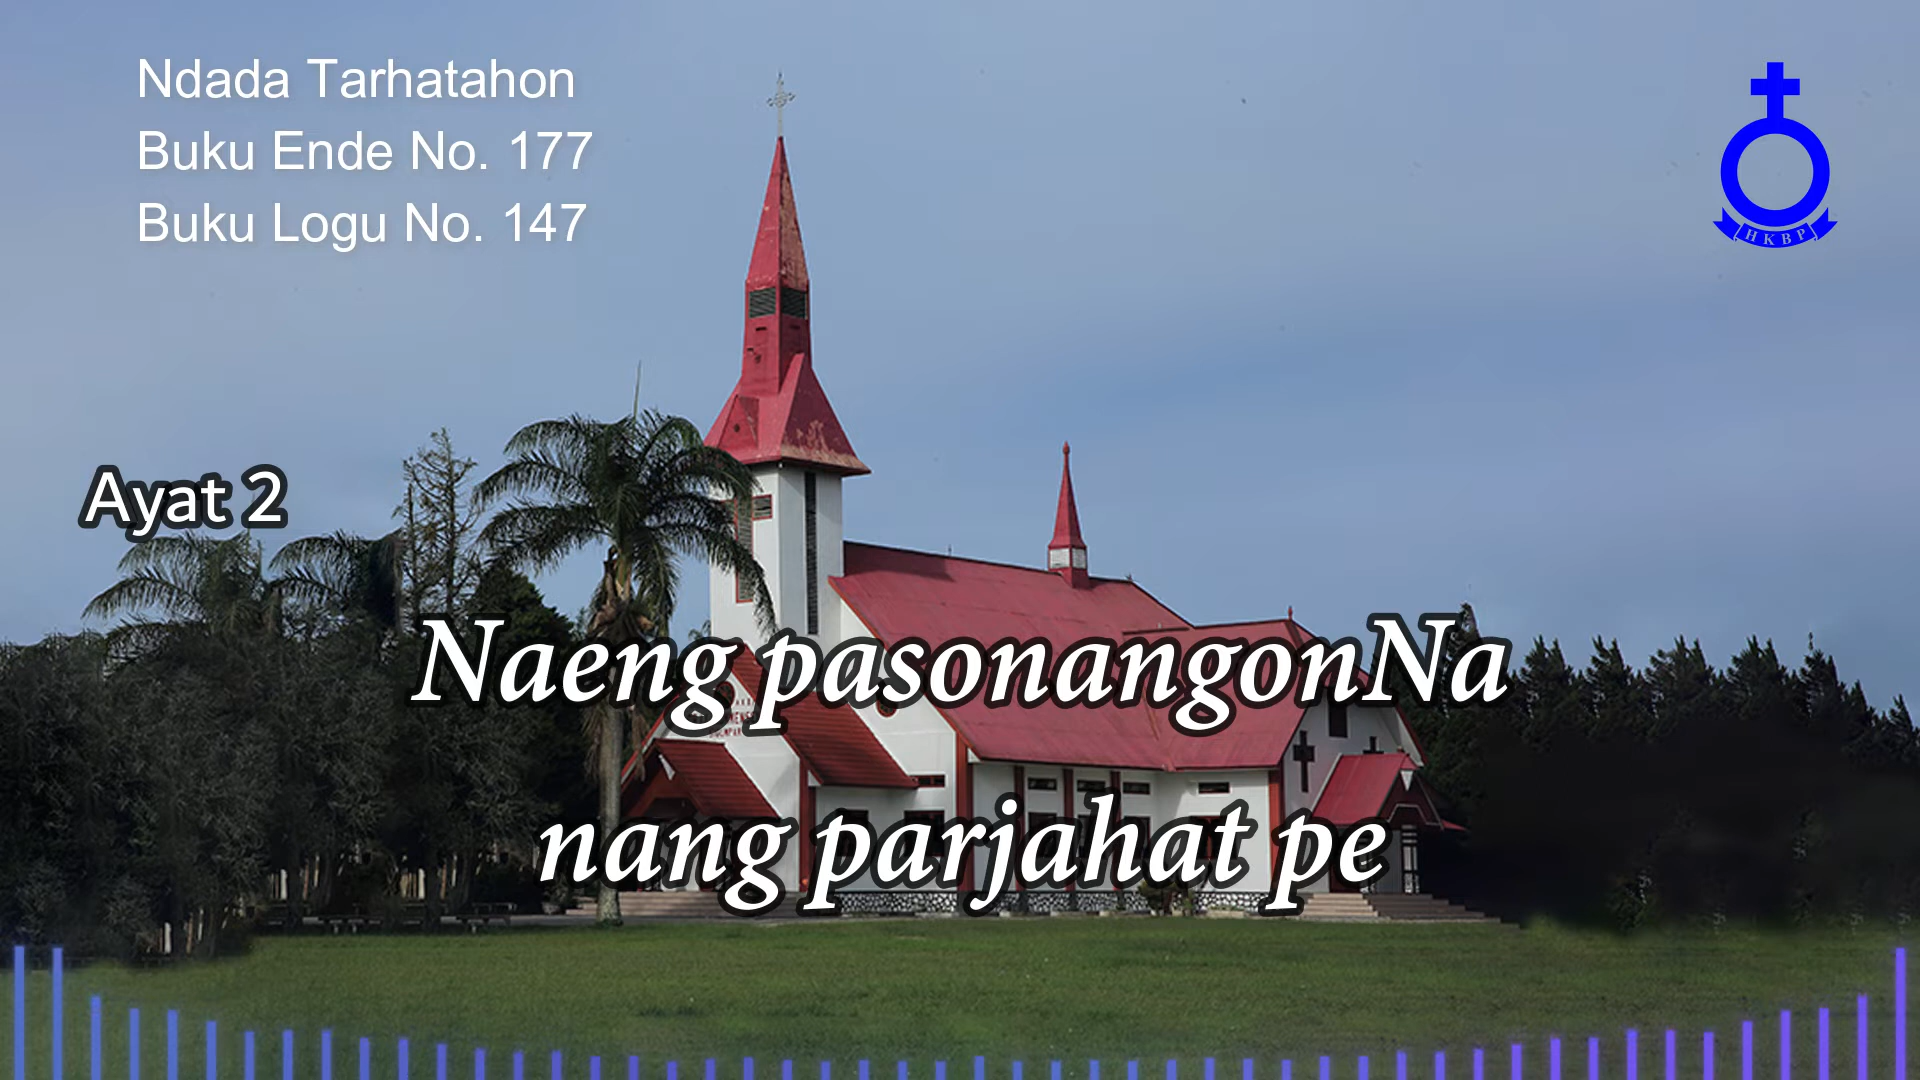 Ndada Tarhatahon
Buku Ende No. 177
Buku Logu No. 147
HKBP
Ayat 2
Naeng pasonangonNa
nang parjahat pe